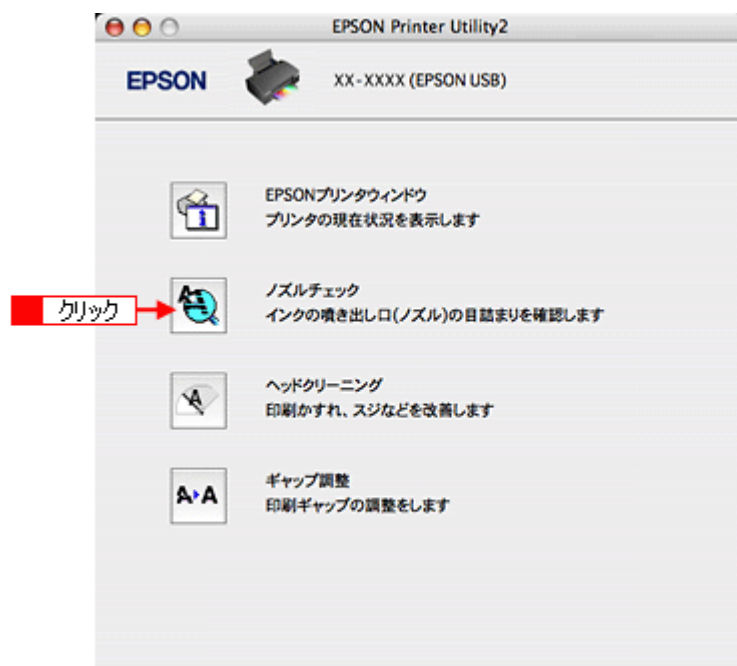 EPSON Printer Utility2
EPSON
XX-XXXX (EPSON USB)
EPSONプリンタウィンドウ
プリンタの現在状況を表示します
クリック
ノズルチェック
インクの噴き出し口(ノズル)の目詰まりを確認します
ヘッドクリーニング
印刷かすれ、スジなどを改善します
ギャップ調整
印刷ギャップの調整をします